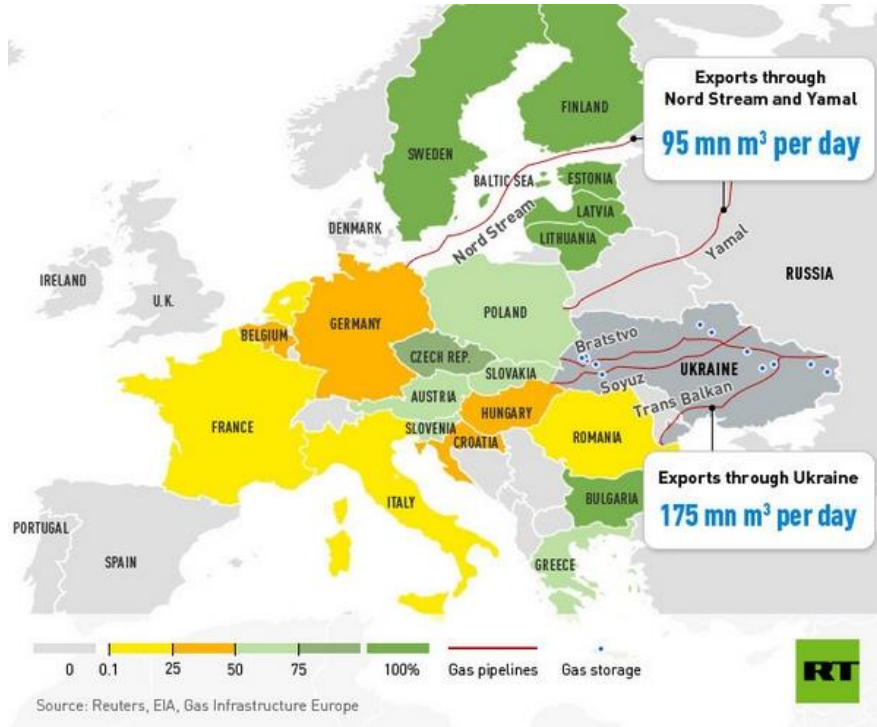 Exports through
Nord Stream and Yamal
95 mn m³ per day
FINLAND
SWEDEN
BALTIC SEA
ESTONIA
LATVIA
LITHUANIA
DENMARK
Nord Stream
Yamal
RUSSIA
IRELAND
U.K.
BELGIUM
GERMANY
POLAND
Bratstvo
CZECH REP.
SLOVAKIA
UKRAINE
Soyuz
AUSTRIA
Trans Balkan
HUNGARY
FRANCE
SLOVENIA
CROATIA
ROMANIA
Exports through Ukraine
175 mn m³ per day
ITALY
BULGARIA
PORTUGAL
SPAIN
GREECE
0 0.1 25 50 75 100% Gas pipelines Gas storage
RT
Source: Reuters, EIA, Gas Infrastructure Europe